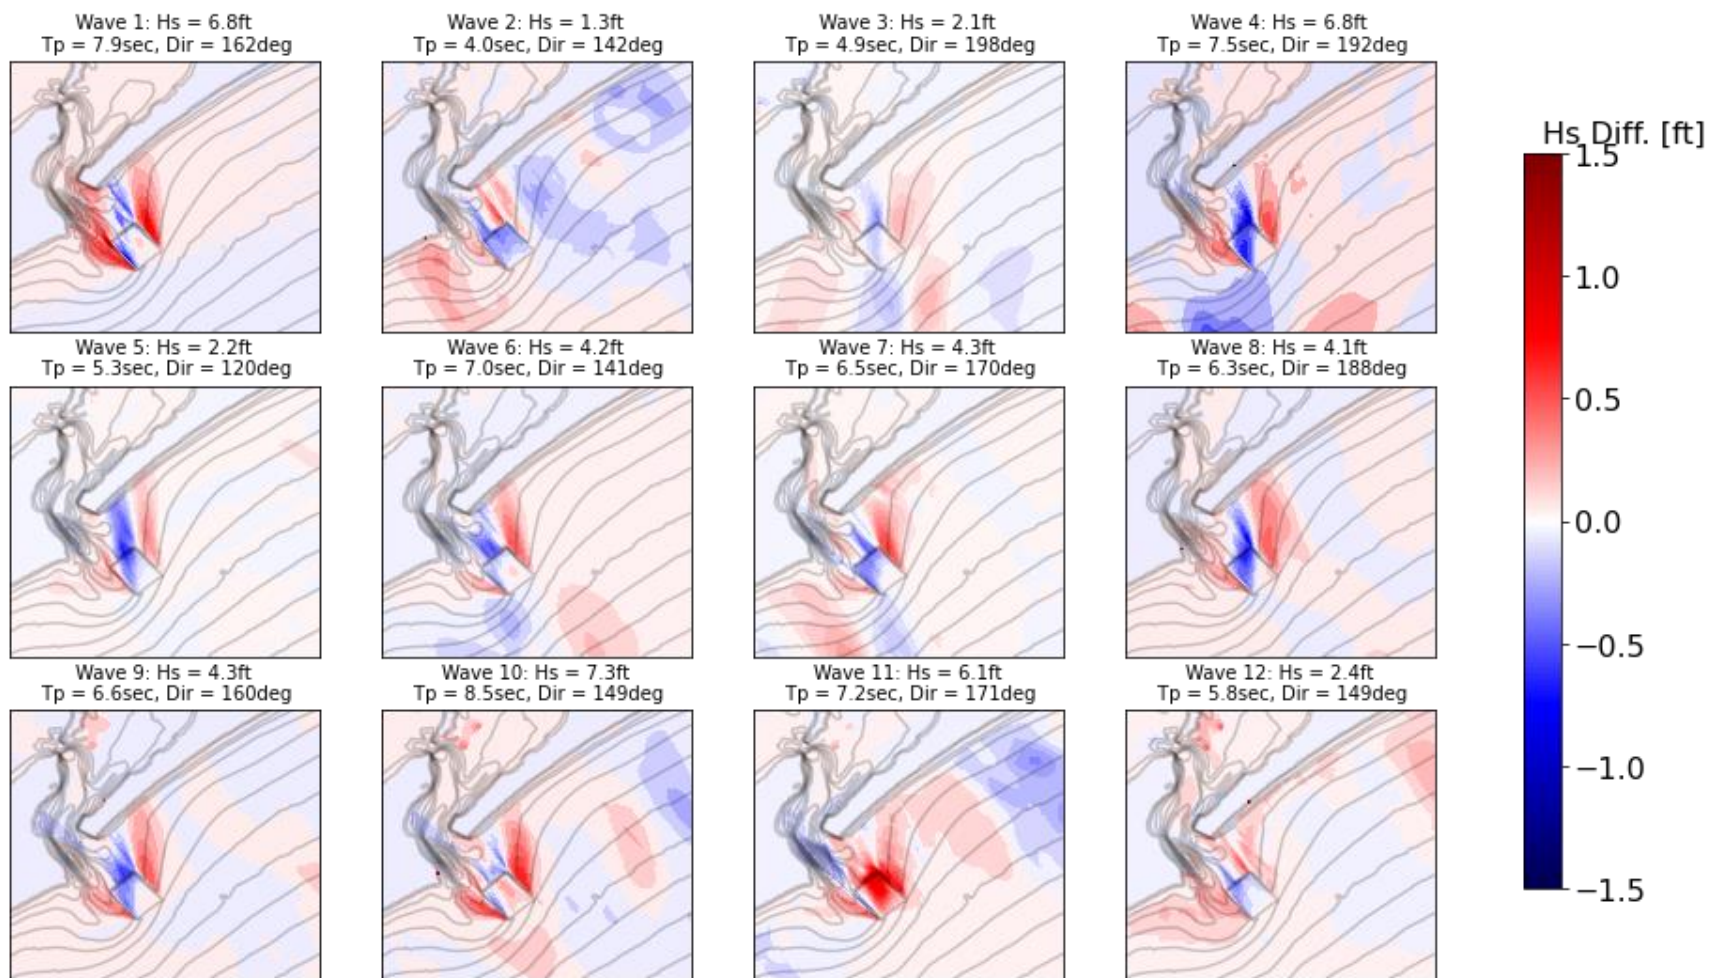 Wave 1: Hs = 6.8ft
Tp = 7.9sec, Dir = 162deg
Wave 2: Hs = 1.3ft
Tp = 4.0sec, Dir = 142deg
Wave 3: Hs = 2.1ft
Tp = 4.9sec, Dir = 198deg
Wave 4: Hs = 6.8ft
Tp = 7.5sec, Dir = 192deg
Wave 5: Hs = 2.2ft
Tp = 5.3sec, Dir = 120deg
Wave 6: Hs = 4.2ft
Tp = 7.0sec, Dir = 141deg
Wave 7: Hs = 4.3ft
Tp = 6.5sec, Dir = 170deg
Wave 8: Hs = 4.1ft
Tp = 6.3sec, Dir = 188deg
Wave 9: Hs = 4.3ft
Tp = 6.6sec, Dir = 160deg
Wave 10: Hs = 7.3ft
Tp = 8.5sec, Dir = 149deg
Wave 11: Hs = 6.1ft
Tp = 7.2sec, Dir = 171deg
Wave 12: Hs = 2.4ft
Tp = 5.8sec, Dir = 149deg
Hs Diff. [ft]
1.5
1.0
0.5
0.0
−0.5
−1.0
−1.5